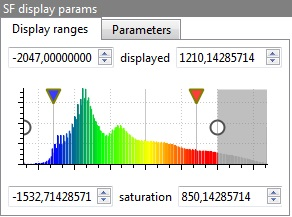 SF display params
Display ranges Parameters
-2047,00000000 displayed 1210,14285714
-1532,71428571 saturation 850,14285714